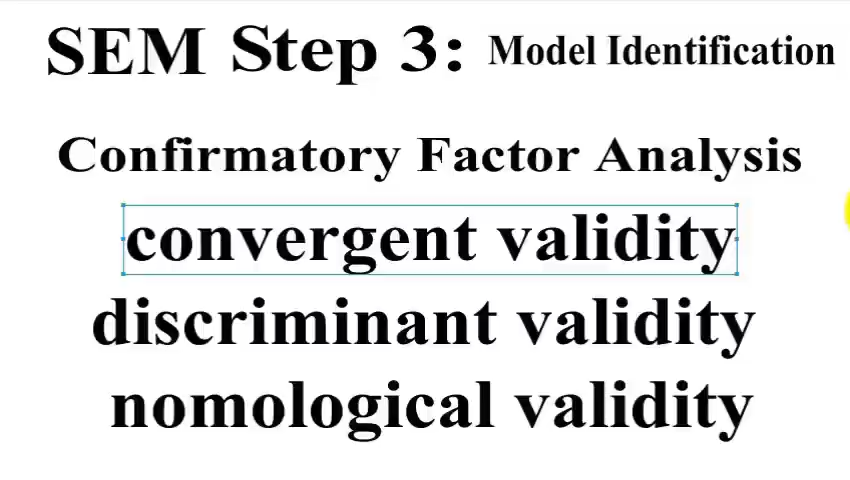 SEM Step 3: Model Identification
Confirmatory Factor Analysis
convergent validity
discriminant validity
nomological validity